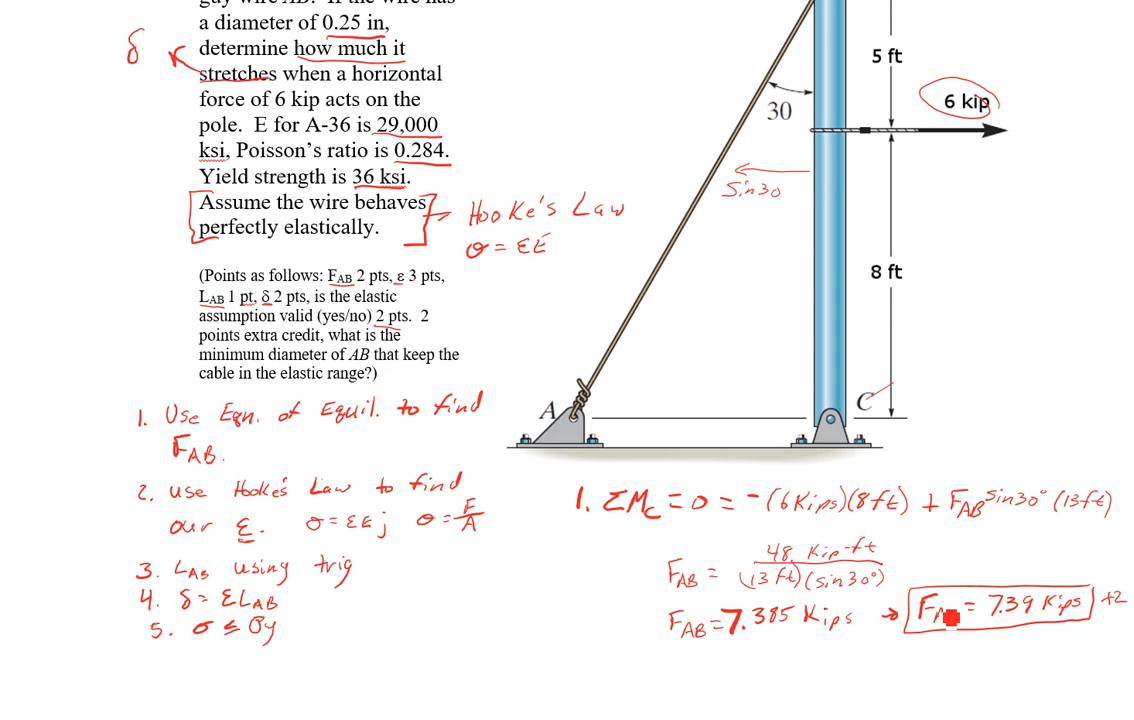 a diameter of 0.25 in,
determine how much it
stretches when a horizontal
force of 6 kip acts on the
pole. E for A-36 is 29,000
ksi, Poisson's ratio is 0.284.
Yield strength is 36 ksi.
Assume the wire behaves
perfectly elastically.
δ
Hooke's Law
σ = εE
(Points as follows: FAB 2 pts, ε 3 pts,
LAB 1 pt, δ 2 pts, is the elastic
assumption valid (yes/no) 2 pts. 2
points extra credit, what is the
minimum diameter of AB that keep the
cable in the elastic range?)
1. Use Eqn. of Equil. to find
FAB.
2. use Hooke's Law to find
our ε. σ = εE ; σ = F/A
3. LAB using trig
4. δ = εLAB
5. σ ≤ σy
5 ft
6 kip
30
Sin30
8 ft
A
C
1. ΣMc = 0 = -(6Kips)(8ft) + FAB Sin30° (13ft)
FAB = 48 Kip-ft / (13 ft)(sin30°)
FAB = 7.385 Kips → = 7.39 Kips +2